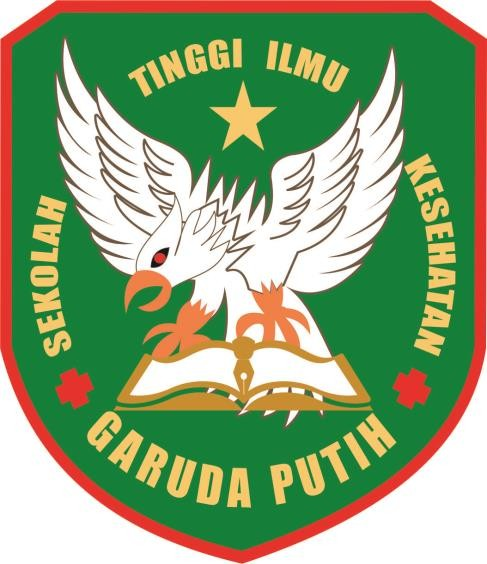 SEKOLAH
TINGGI ILMU
KESEHATAN
GARUDA PUTIH